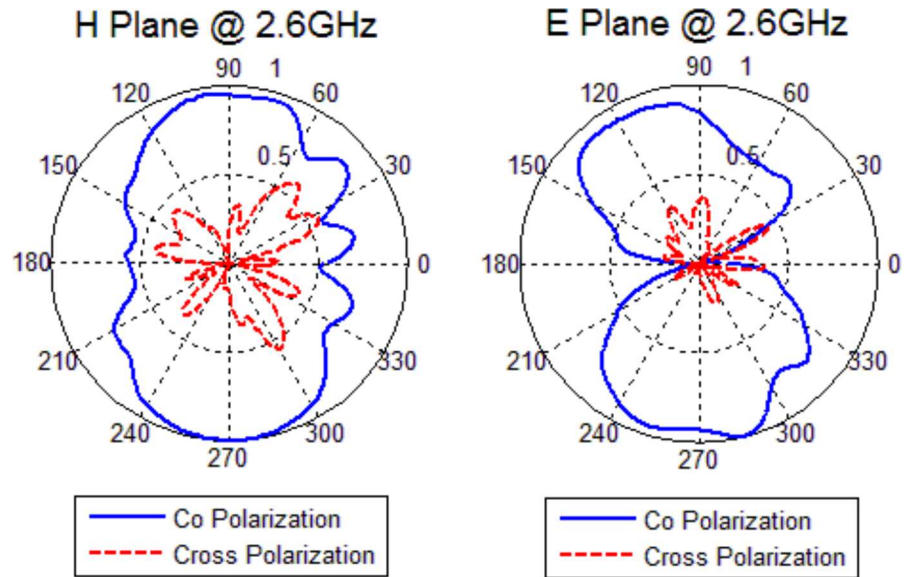 H Plane @ 2.6GHz
90 1
120 60
0.5
150 30
180 0
210 330
240 300
270
Co Polarization
Cross Polarization
E Plane @ 2.6GHz
90 1
120 60
0.5
150 30
180 0
210 330
240 300
270
Co Polarization
Cross Polarization